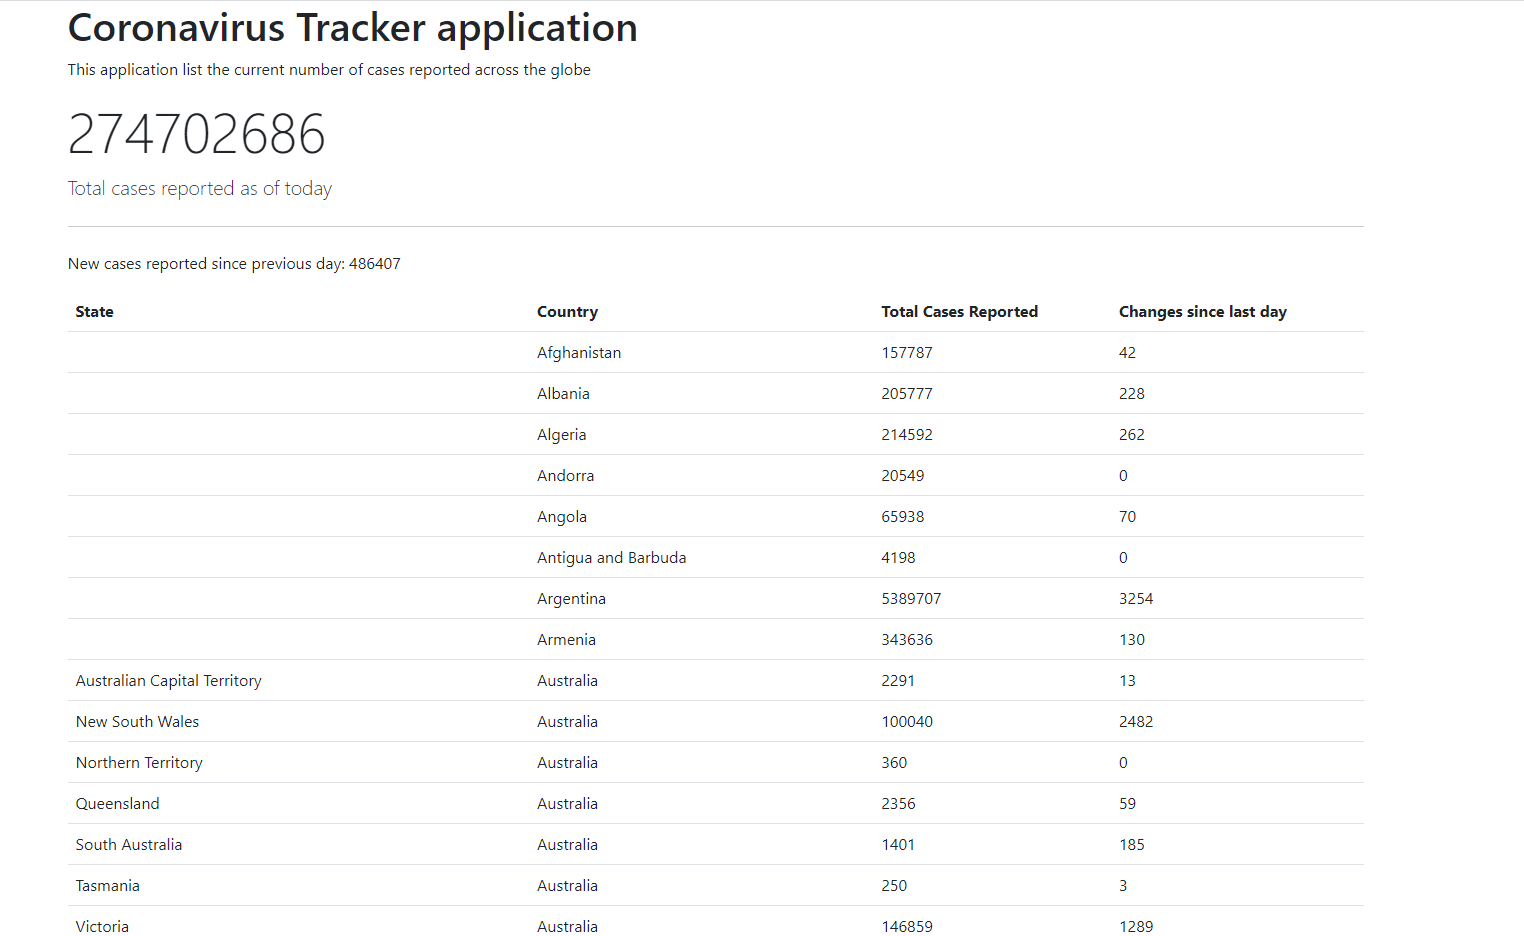 Coronavirus Tracker application
This application list the current number of cases reported across the globe
274702686
Total cases reported as of today
New cases reported since previous day: 486407
State Country Total Cases Reported Changes since last day
Afghanistan 157787 42
Albania 205777 228
Algeria 214592 262
Andorra 20549 0
Angola 65938 70
Antigua and Barbuda 4198 0
Argentina 5389707 3254
Armenia 343636 130
Australian Capital Territory Australia 2291 13
New South Wales Australia 100040 2482
Northern Territory Australia 360 0
Queensland Australia 2356 59
South Australia Australia 1401 185
Tasmania Australia 250 3
Victoria Australia 146859 1289